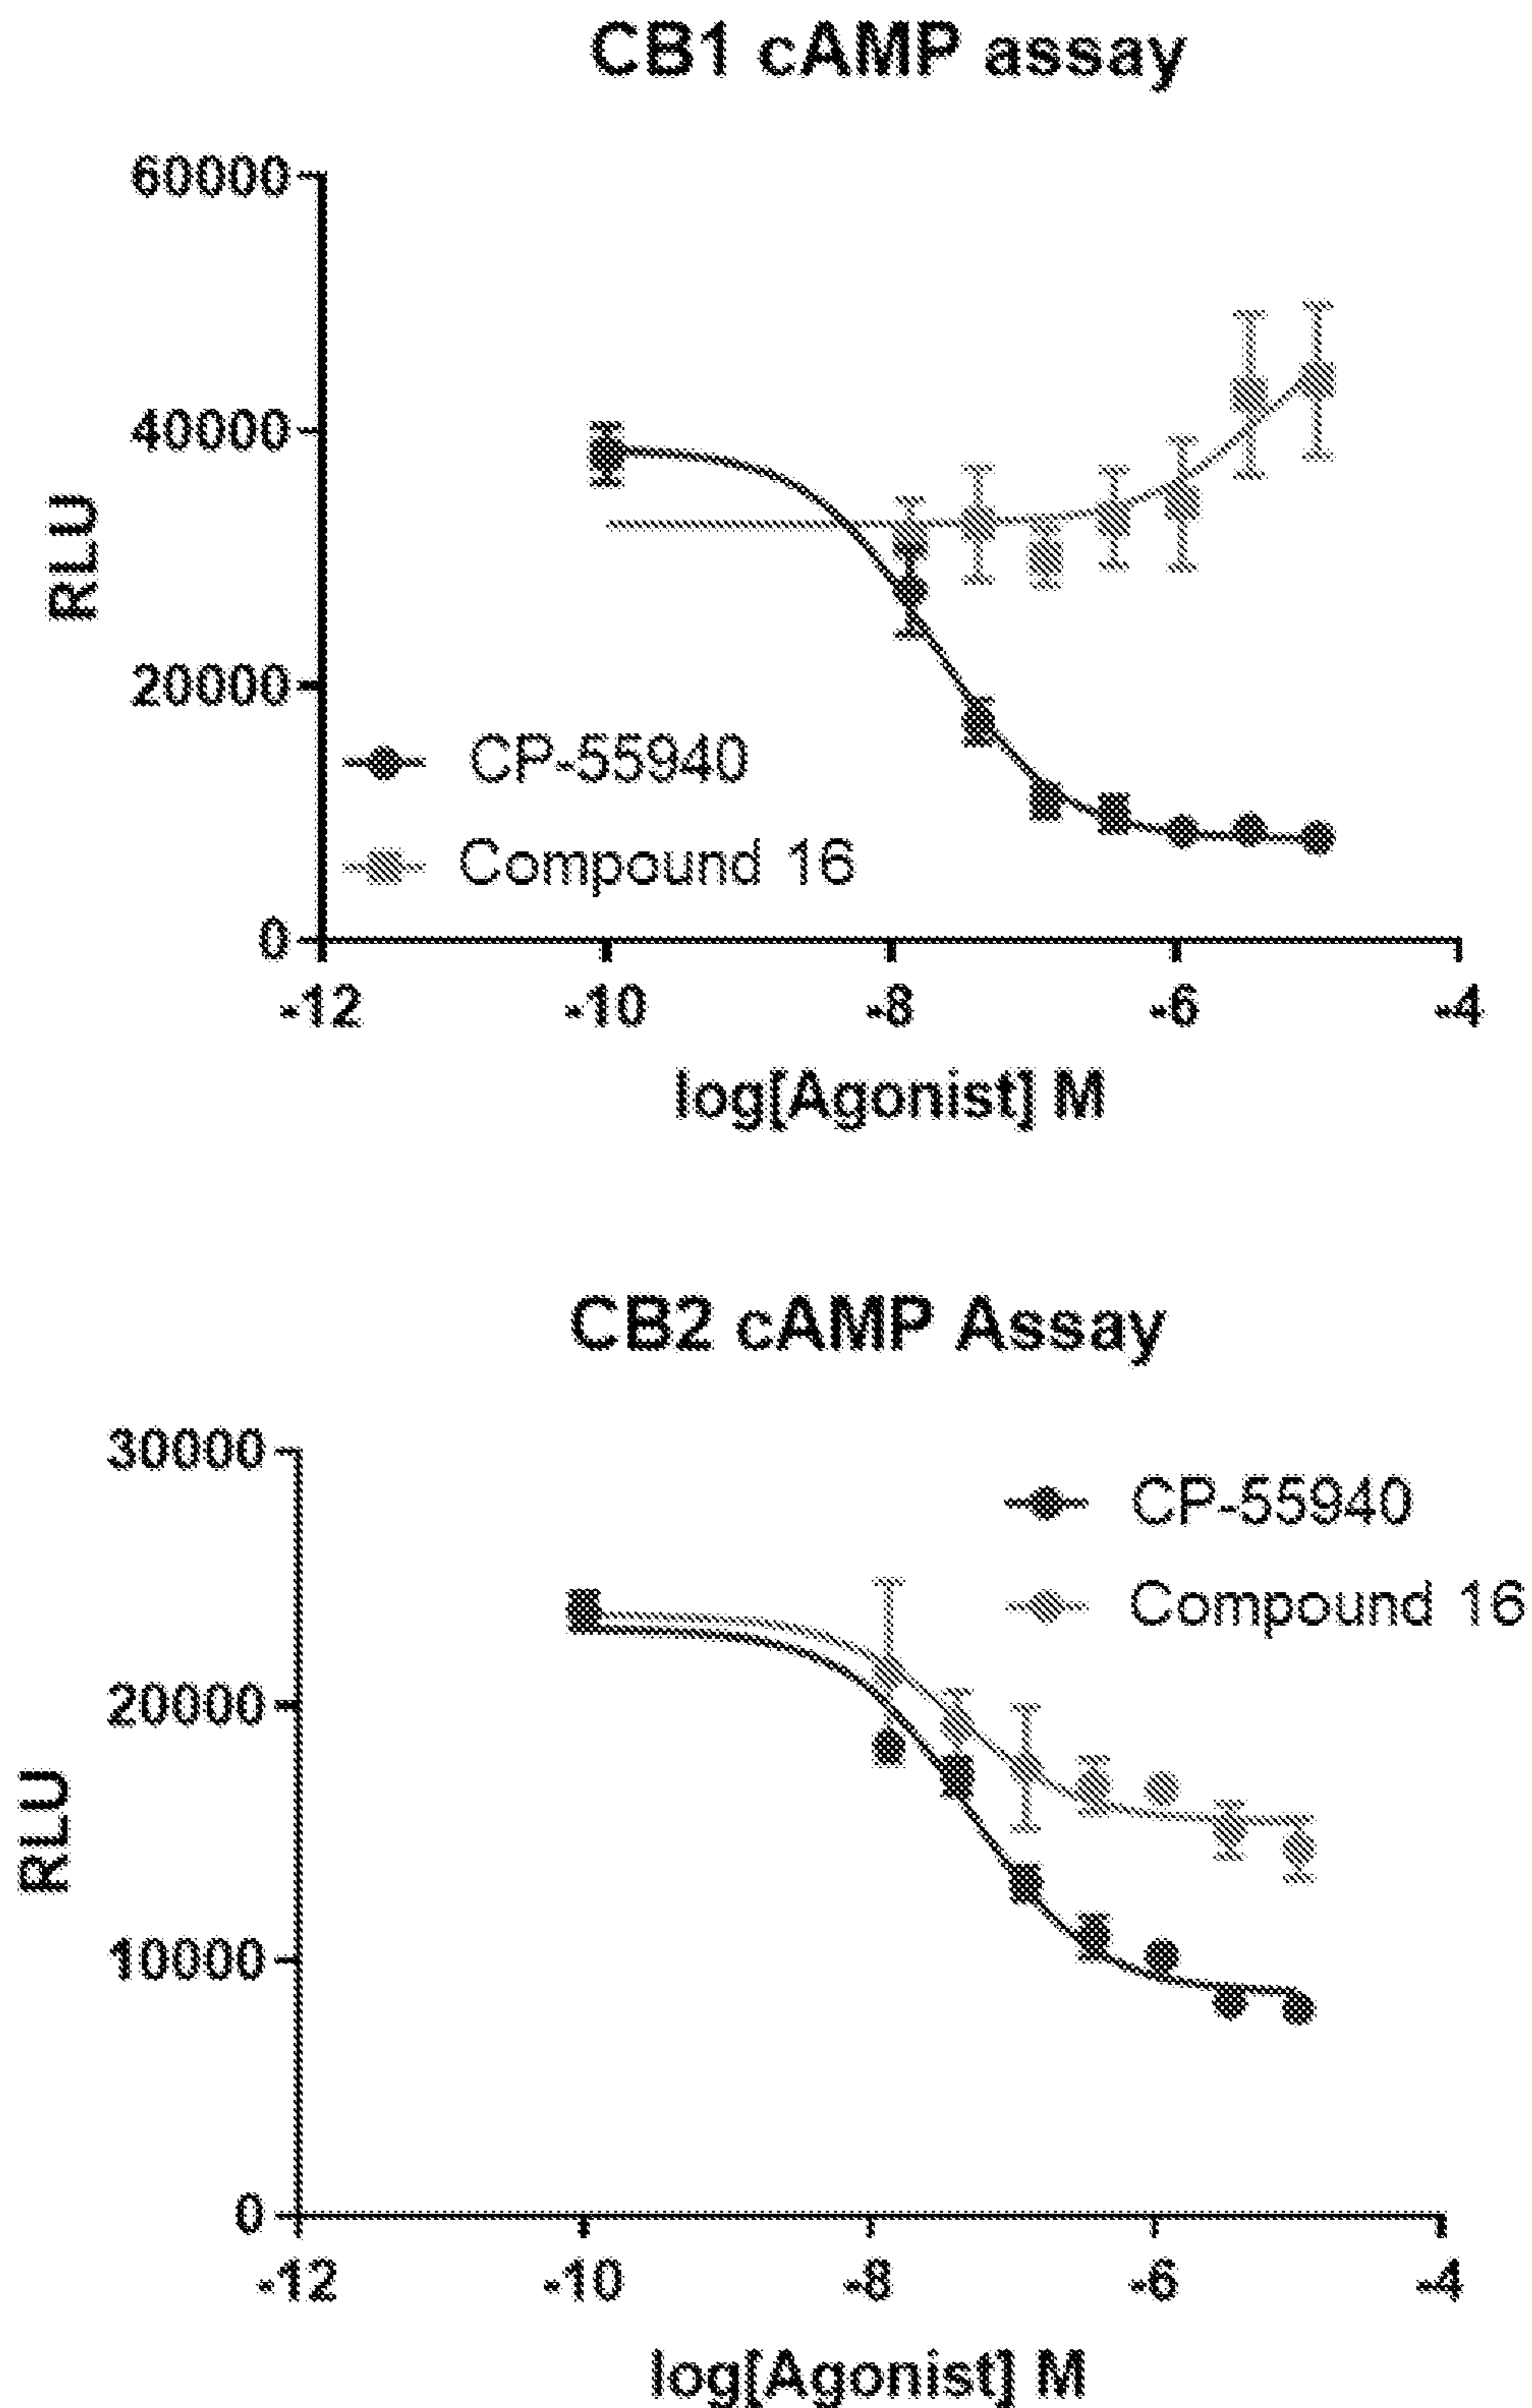 CB1 cAMP assay
60000
40000
20000
0
RLU
CP-55940
Compound 16
-12 -10 -8 -6 -4
log[Agonist] M
CB2 cAMP Assay
30000
20000
10000
0
RLU
CP-55940
Compound 16
-12 -10 -8 -6 -4
log[Agonist] M